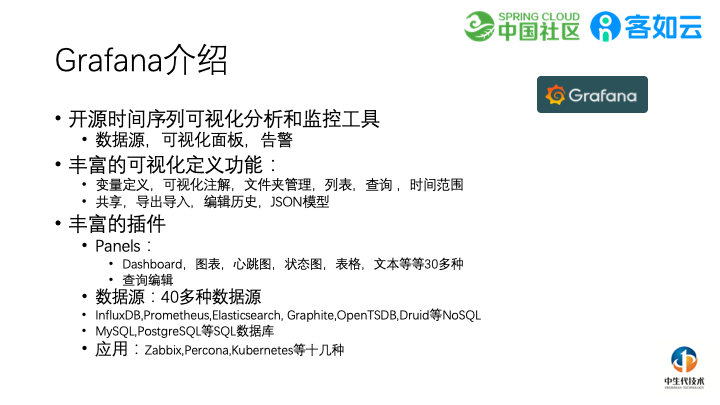 SPRING CLOUD
中国社区
客如云
Grafana介绍
Grafana
• 开源时间序列可视化分析和监控工具
• 数据源，可视化面板，告警
• 丰富的可视化定义功能：
• 变量定义，可视化注解，文件夹管理，列表，查询，时间范围
• 共享，导出导入，编辑历史，JSON模型
• 丰富的插件
• Panels：
• Dashboard，图表，心跳图，状态图，表格，文本等等30多种
• 查询编辑
• 数据源：40多种数据源
• InfluxDB,Prometheus,Elasticsearch, Graphite,OpenTSDB,Druid等NoSQL
• MySQL,PostgreSQL等SQL数据库
• 应用：Zabbix,Percona,Kubernetes等十几种
中生代技术